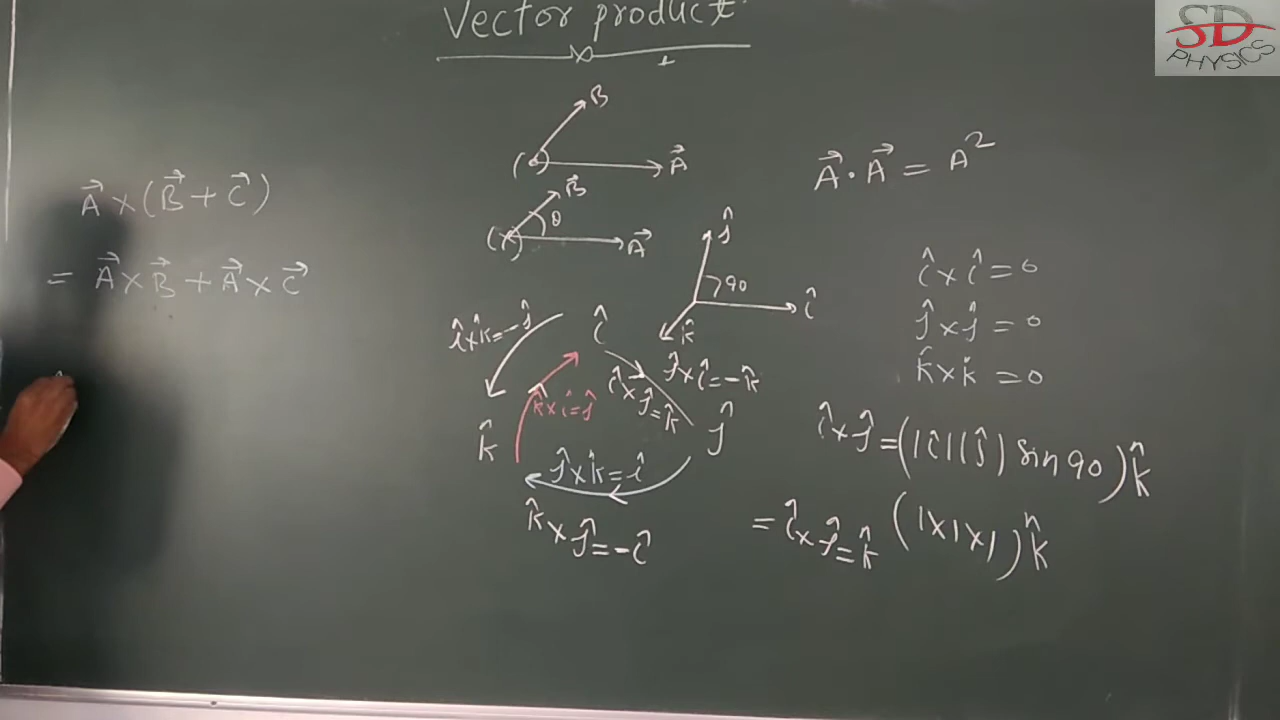 Vector product
SD
PHYSICS
B
A⃗
B⃗
θ
A⃗
A⃗ × (B⃗ + C⃗)
= A⃗ × B⃗ + A⃗ × C⃗
A⃗ · A⃗ = A²
ĵ
90
î
k̂
î × î = 0
ĵ × ĵ = 0
k̂ × k̂ = 0
î × k̂ = -ĵ
î
ĵ × î = -k̂
î × ĵ = k̂
k̂ × î = ĵ
k̂
ĵ
ĵ × k̂ = î
k̂ × ĵ = -î
î × ĵ = (|î| |ĵ| sin 90) k̂
= î × ĵ = k̂ (1×1×1) k̂